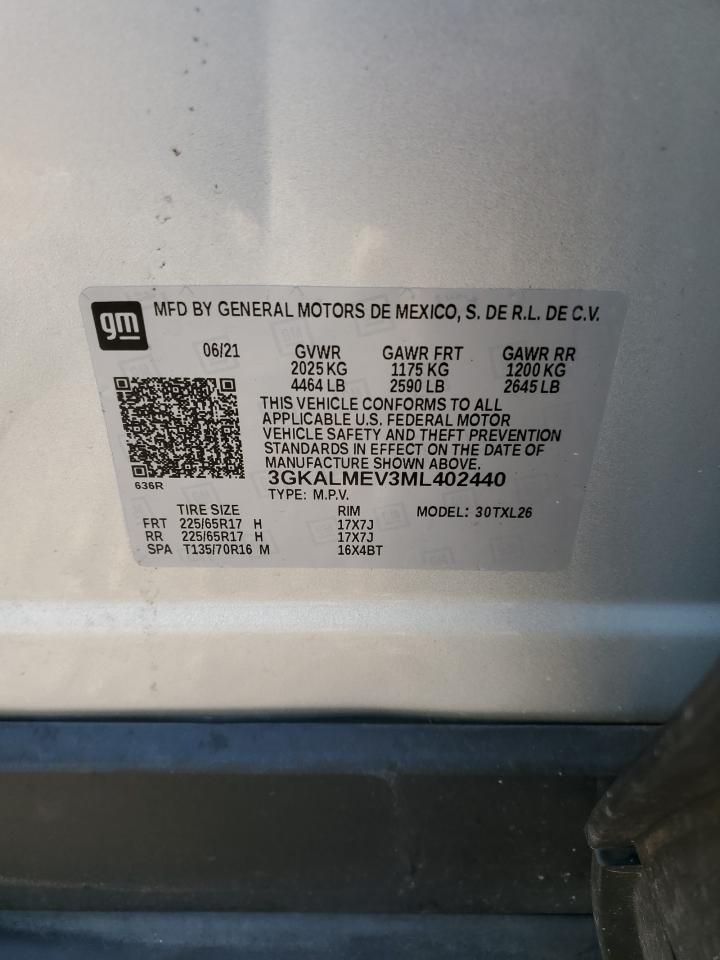 gm
MFD BY GENERAL MOTORS DE MEXICO, S. DE R.L. DE C.V.
06/21 GVWR GAWR FRT GAWR RR
2025 KG 1175 KG 1200 KG
4464 LB 2590 LB 2645 LB
THIS VEHICLE CONFORMS TO ALL
APPLICABLE U.S. FEDERAL MOTOR
VEHICLE SAFETY AND THEFT PREVENTION
STANDARDS IN EFFECT ON THE DATE OF
MANUFACTURE SHOWN ABOVE.
636R
3GKALMEV3ML402440
TYPE: M.P.V.
TIRE SIZE RIM MODEL: 30TXL26
FRT 225/65R17 H 17X7J
RR 225/65R17 H 17X7J
SPA T135/70R16 M 16X4BT